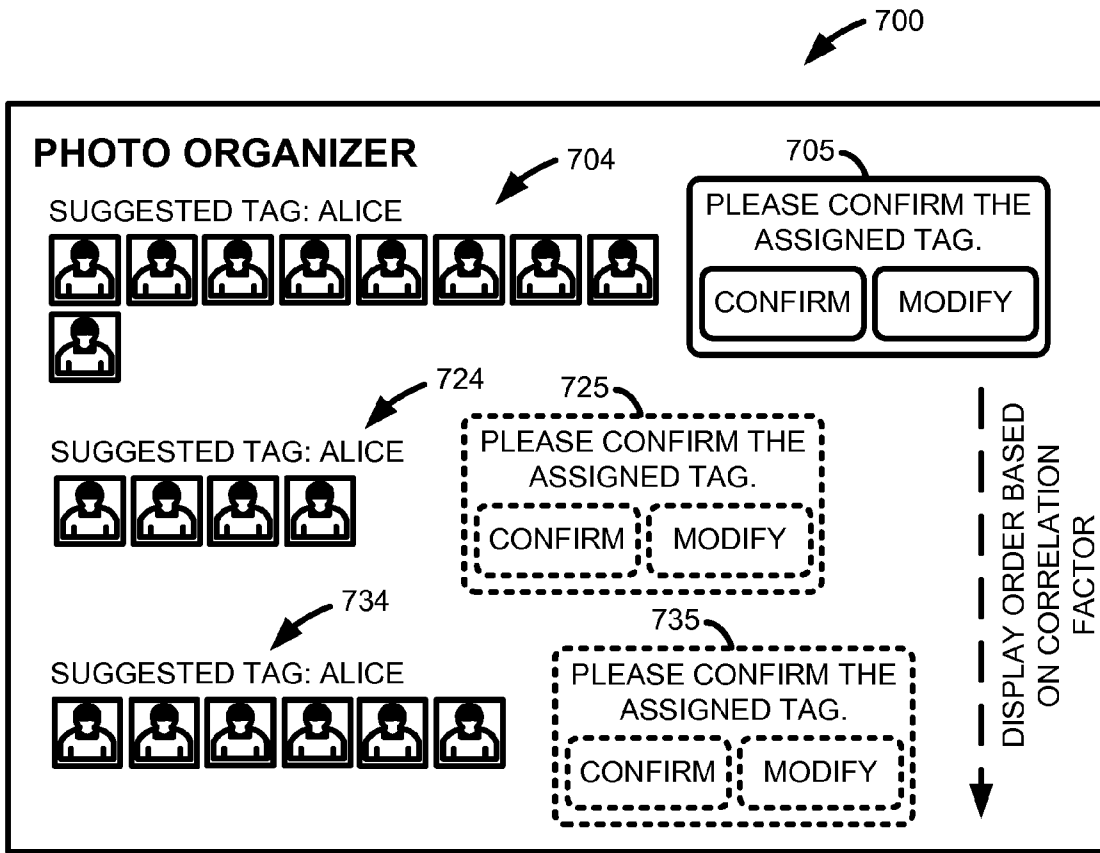 700
PHOTO ORGANIZER
704
705
SUGGESTED TAG: ALICE
PLEASE CONFIRM THE
ASSIGNED TAG.
CONFIRM
MODIFY
724
725
SUGGESTED TAG: ALICE
PLEASE CONFIRM THE
ASSIGNED TAG.
CONFIRM
MODIFY
734
735
SUGGESTED TAG: ALICE
PLEASE CONFIRM THE
ASSIGNED TAG.
CONFIRM
MODIFY
DISPLAY ORDER BASED
ON CORRELATION
FACTOR